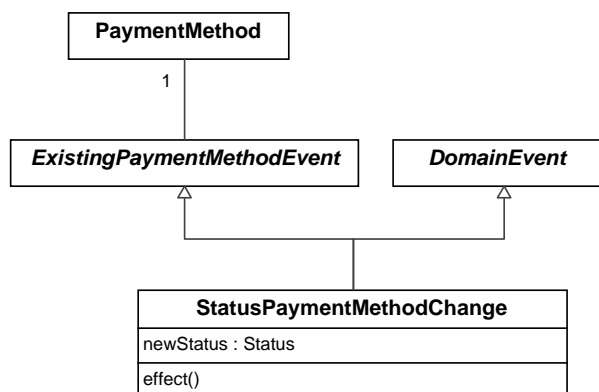 PaymentMethod
1
ExistingPaymentMethodEvent
DomainEvent
StatusPaymentMethodChange
newStatus : Status
effect()